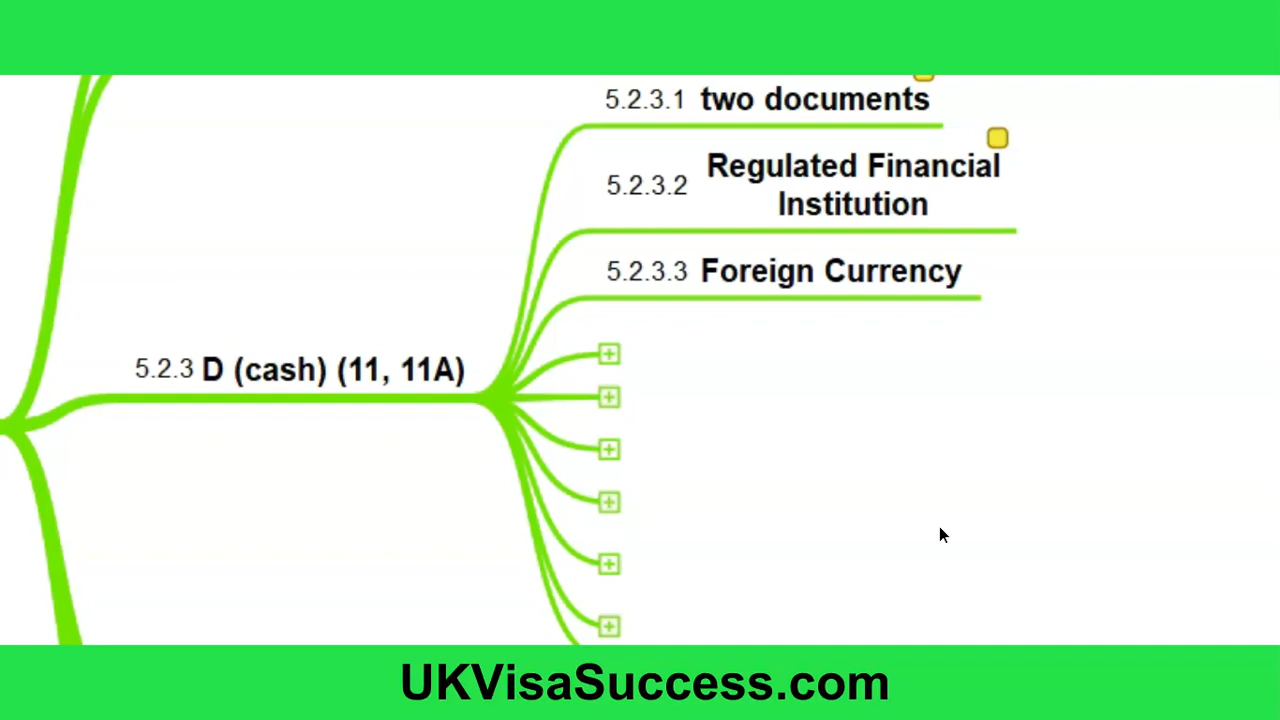 5.2.3.1 two documents
5.2.3.2 Regulated Financial
Institution
5.2.3.3 Foreign Currency
5.2.3 D (cash) (11, 11A)
UKVisaSuccess.com